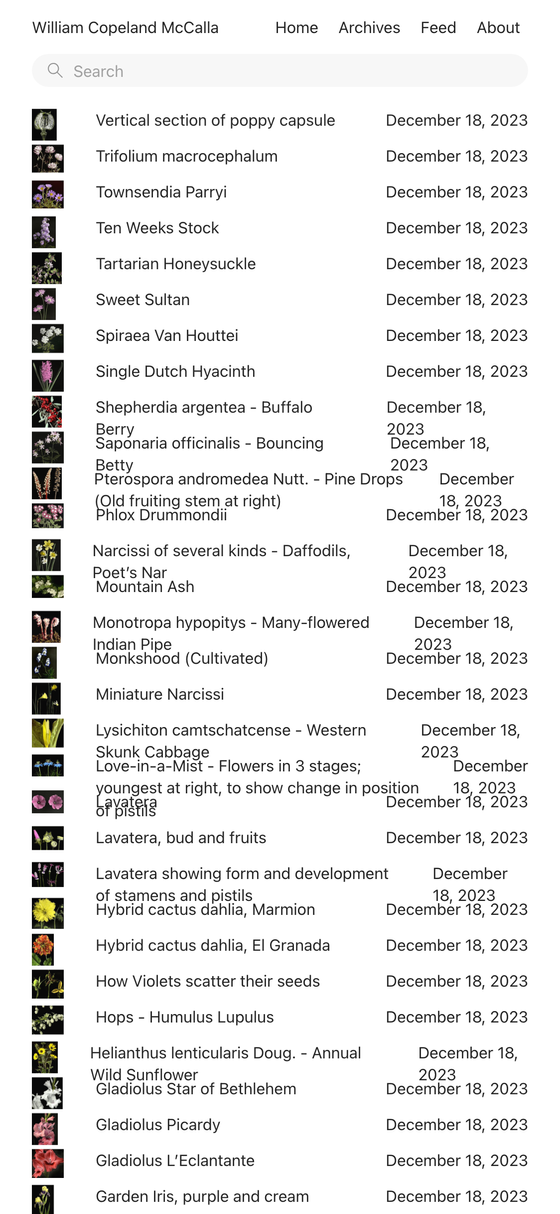 William Copeland McCalla Home Archives Feed About
Search
Vertical section of poppy capsule December 18, 2023
Trifolium macrocephalum December 18, 2023
Townsendia Parryi December 18, 2023
Ten Weeks Stock December 18, 2023
Tartarian Honeysuckle December 18, 2023
Sweet Sultan December 18, 2023
Spiraea Van Houttei December 18, 2023
Single Dutch Hyacinth December 18, 2023
Shepherdia argentea - Buffalo December 18,
Berry 2023
Saponaria officinalis - Bouncing December 18,
Betty 2023
Pterospora andromedea Nutt. - Pine Drops December
(Old fruiting stem at right) 18, 2023
Phlox Drummondii December 18, 2023
Narcissi of several kinds - Daffodils, December 18,
Poet’s Nar 2023
Mountain Ash December 18, 2023
Monotropa hypopitys - Many-flowered December 18,
Indian Pipe 2023
Monkshood (Cultivated) December 18, 2023
Miniature Narcissi December 18, 2023
Lysichiton camtschatcense - Western December 18,
Skunk Cabbage 2023
Love-in-a-Mist - Flowers in 3 stages; December
youngest at right, to show change in position 18, 2023
of pistils
Lavatera December 18, 2023
Lavatera, bud and fruits December 18, 2023
Lavatera showing form and development December
of stamens and pistils 18, 2023
Hybrid cactus dahlia, Marmion December 18, 2023
Hybrid cactus dahlia, El Granada December 18, 2023
How Violets scatter their seeds December 18, 2023
Hops - Humulus Lupulus December 18, 2023
Helianthus lenticularis Doug. - Annual December 18,
Wild Sunflower 2023
Gladiolus Star of Bethlehem December 18, 2023
Gladiolus Picardy December 18, 2023
Gladiolus L’Eclantante December 18, 2023
Garden Iris, purple and cream December 18, 2023